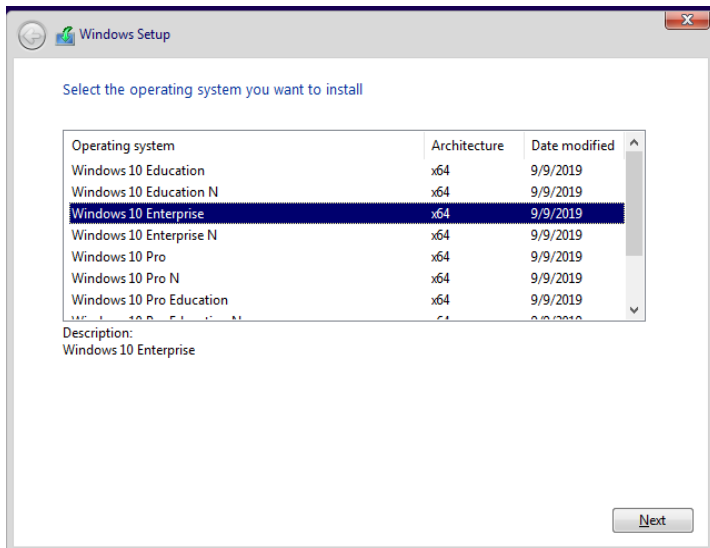 Windows Setup
Select the operating system you want to install
Operating system Architecture Date modified
Windows 10 Education x64 9/9/2019
Windows 10 Education N x64 9/9/2019
Windows 10 Enterprise x64 9/9/2019
Windows 10 Enterprise N x64 9/9/2019
Windows 10 Pro x64 9/9/2019
Windows 10 Pro N x64 9/9/2019
Windows 10 Pro Education x64 9/9/2019
Description:
Windows 10 Enterprise
Next